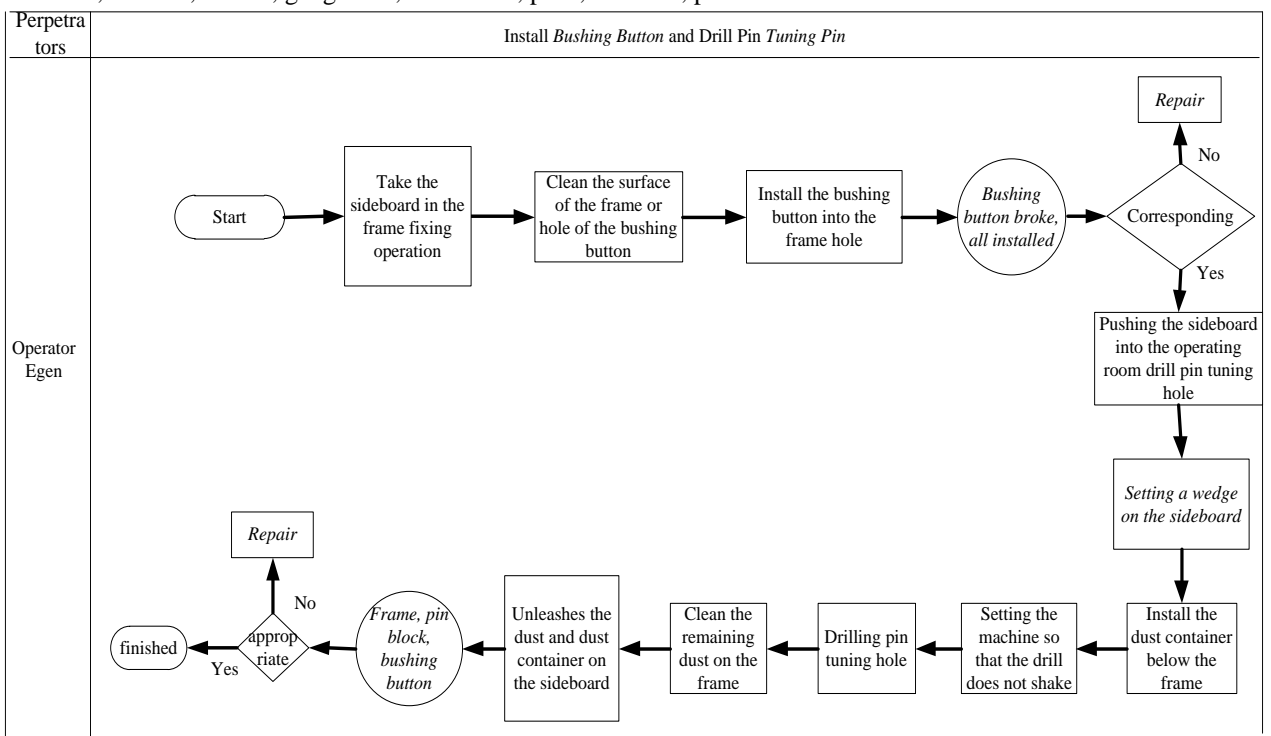 Perpetra
tors
Install Bushing Button and Drill Pin Tuning Pin
Operator
Egen
Start
Take the
sideboard in the
frame fixing
operation
Clean the surface
of the frame or
hole of the bushing
button
Install the bushing
button into the
frame hole
Bushing
button broke,
all installed
Corresponding
No
Repair
Yes
Pushing the sideboard
into the operating
room drill pin tuning
hole
Setting a wedge
on the sideboard
Install the
dust container
below the
frame
Setting the
machine so
that the drill
does not shake
Drilling pin
tuning hole
Clean the
remaining
dust on the
frame
Unleashes the
dust and dust
container on
the sideboard
Frame, pin
block,
bushing
button
approp
riate
No
Repair
Yes
finished